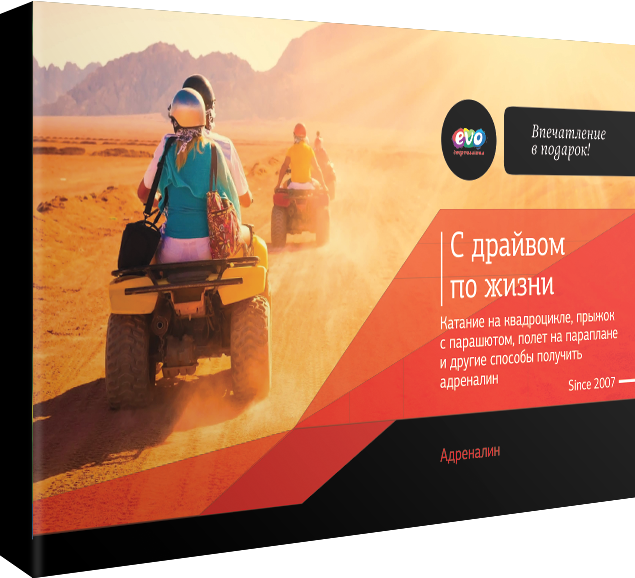 evo
Впечатление
в подарок!
С драйвом
по жизни
Катание на квадроцикле, прыжок
с парашютом, полет на параплане
и другие способы получить
адреналин
Since 2007
Адреналин